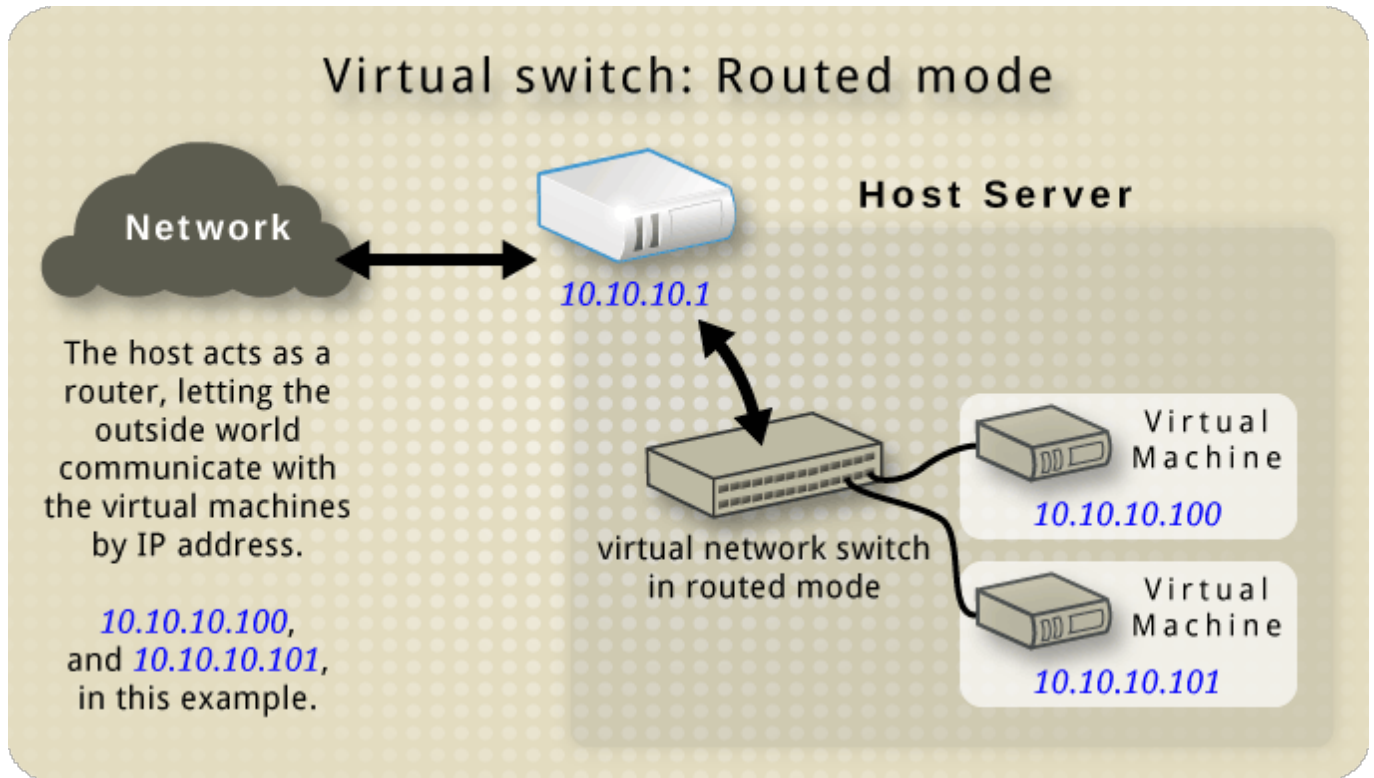 Virtual switch: Routed mode
Network
Host Server
10.10.10.1
The host acts as a
router, letting the
outside world
communicate with
the virtual machines
by IP address.
10.10.10.100,
and 10.10.10.101,
in this example.
virtual network switch
in routed mode
Virtual
Machine
10.10.10.100
Virtual
Machine
10.10.10.101